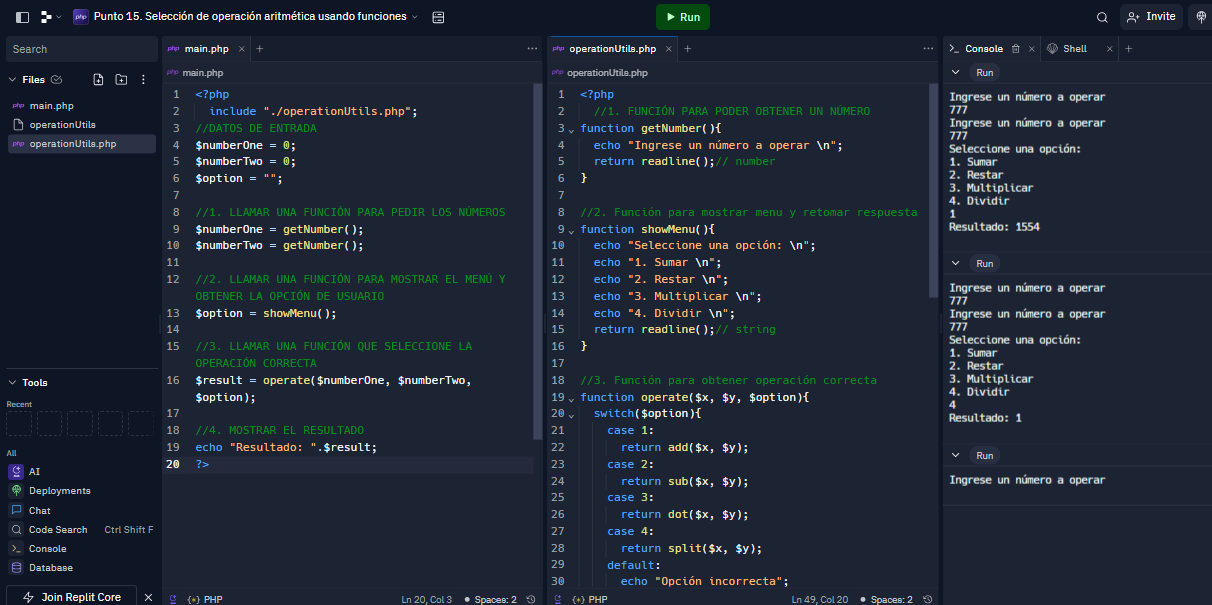 php Punto 15. Selección de operación aritmética usando funciones
Run
Invite
Search
Files
php main.php
operationUtils
php operationUtils.php
Tools
Recent
All
AI
Deployments
Chat
Code Search Ctrl Shift F
Console
Database
Join Replit Core
php main.php
php main.php
1 <?php
2 include "./operationUtils.php";
3 //DATOS DE ENTRADA
4 $numberOne = 0;
5 $numberTwo = 0;
6 $option = "";
7
8 //1. LLAMAR UNA FUNCIÓN PARA PEDIR LOS NÚMEROS
9 $numberOne = getNumber();
10 $numberTwo = getNumber();
11
12 //2. LLAMAR UNA FUNCIÓN PARA MOSTRAR EL MENÚ Y
OBTENER LA OPCIÓN DE USUARIO
13 $option = showMenu();
14
15 //3. LLAMAR UNA FUNCIÓN QUE SELECCIONE LA
OPERACIÓN CORRECTA
16 $result = operate($numberOne, $numberTwo,
$option);
17
18 //4. MOSTRAR EL RESULTADO
19 echo "Resultado: ".$result;
20 ?>
PHP
Ln 20, Col 3
Spaces: 2
php operationUtils.php
php operationUtils.php
1 <?php
2 //1. FUNCIÓN PARA PODER OBTENER UN NÚMERO
3 function getNumber(){
4 echo "Ingrese un número a operar \n";
5 return readline();// number
6 }
7
8 //2. Función para mostrar menu y retomar respuesta
9 function showMenu(){
10 echo "Seleccione una opción: \n";
11 echo "1. Sumar \n";
12 echo "2. Restar \n";
13 echo "3. Multiplicar \n";
14 echo "4. Dividir \n";
15 return readline();// string
16 }
17
18 //3. Función para obtener operación correcta
19 function operate($x, $y, $option){
20 switch($option){
21 case 1:
22 return add($x, $y);
23 case 2:
24 return sub($x, $y);
25 case 3:
26 return dot($x, $y);
27 case 4:
28 return split($x, $y);
29 default:
30 echo "Opción incorrecta";
PHP
Ln 49, Col 20
Spaces: 2
Console
Shell
Run
Ingrese un número a operar
777
Ingrese un número a operar
777
Seleccione una opción:
1. Sumar
2. Restar
3. Multiplicar
4. Dividir
1
Resultado: 1554
Run
Ingrese un número a operar
777
Ingrese un número a operar
777
Seleccione una opción:
1. Sumar
2. Restar
3. Multiplicar
4. Dividir
4
Resultado: 1
Run
Ingrese un número a operar